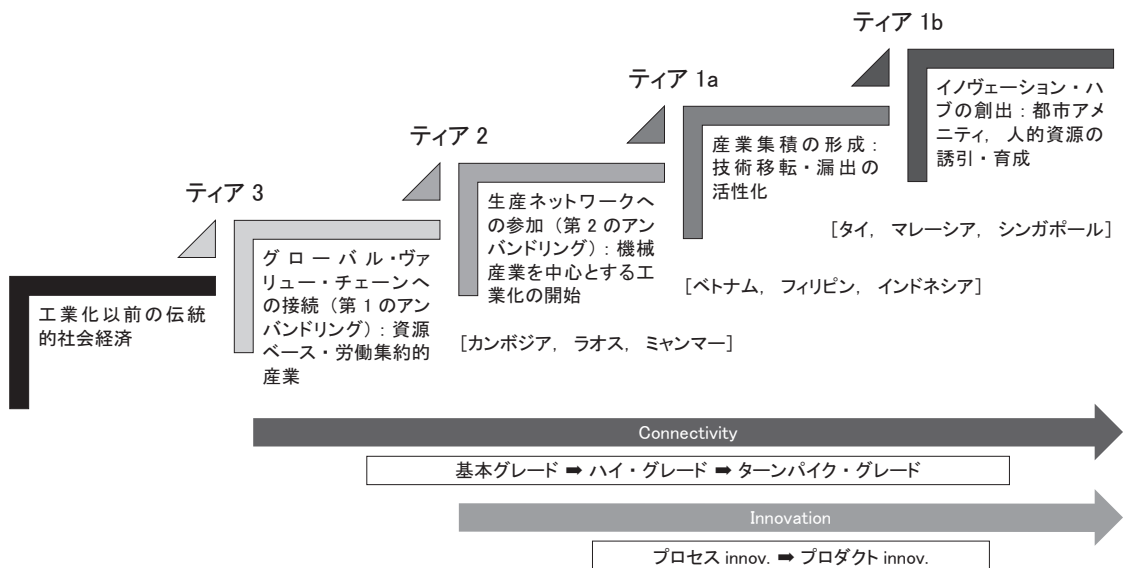 ティア 1b
イノヴェーション・ハ
ブの創出：都市アメ
ニティ，人的資源の
誘引・育成
ティア 1a
産業集積の形成：
技術移転・漏出の
活性化
[タイ，マレーシア，シンガポール]
ティア 2
生産ネットワークへ
の参加（第 2 のアン
バンドリング）：機械
産業を中心とする工
業化の開始
[ベトナム，フィリピン，インドネシア]
ティア 3
グローバル・ヴァ
リュー・チェーンへ
の接続（第 1 のアン
バンドリング）：資源
ベース・労働集約的
産業
[カンボジア，ラオス，ミャンマー]
工業化以前の伝統
的社会経済
Connectivity
基本グレード ➡ ハイ・グレード ➡ ターンパイク・グレード
Innovation
プロセス innov. ➡ プロダクト innov.